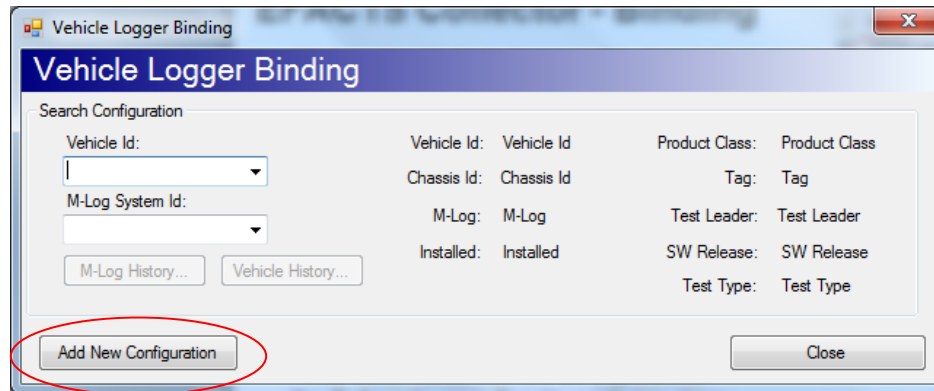 Vehicle Logger Binding
Vehicle Logger Binding
Search Configuration
Vehicle Id:
M-Log System Id:
M-Log History...
Vehicle History...
Vehicle Id: Vehicle Id
Chassis Id: Chassis Id
M-Log: M-Log
Installed: Installed
Product Class: Product Class
Tag: Tag
Test Leader: Test Leader
SW Release: SW Release
Test Type: Test Type
Add New Configuration
Close